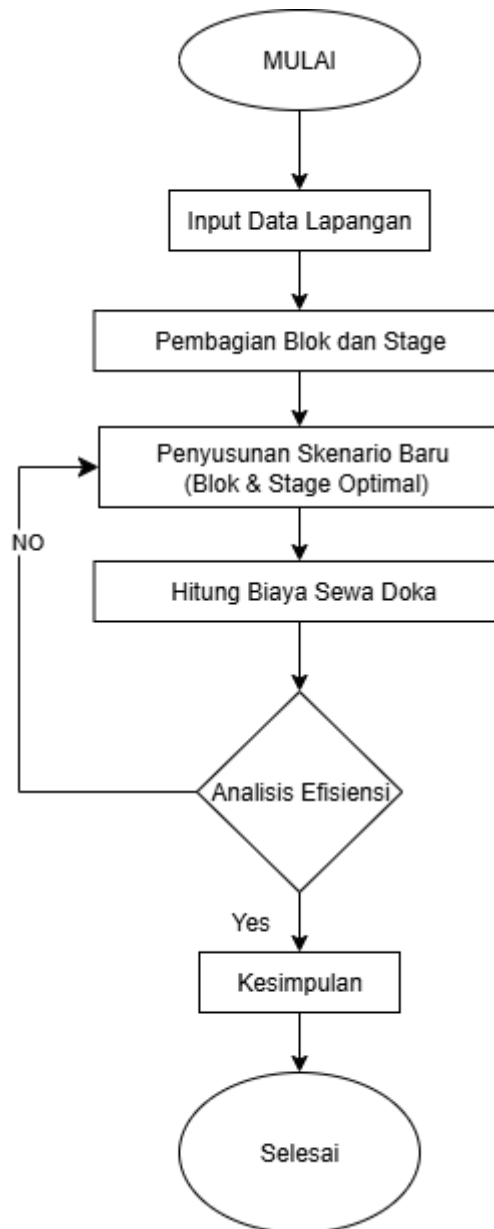 MULAI
Input Data Lapangan
Pembagian Blok dan Stage
Penyusunan Skenario Baru
(Blok & Stage Optimal)
NO
Hitung Biaya Sewa Doka
Analisis Efisiensi
Yes
Kesimpulan
Selesai